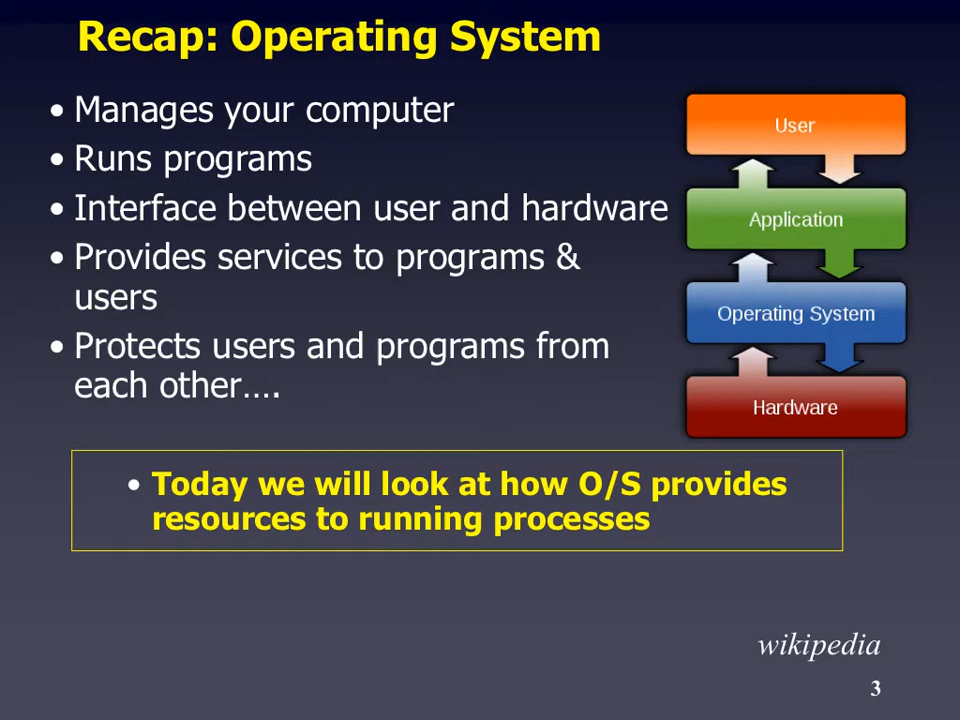 Recap: Operating System
• Manages your computer
• Runs programs
• Interface between user and hardware
• Provides services to programs &
users
• Protects users and programs from
each other….
User
Application
Operating System
Hardware
• Today we will look at how O/S provides
resources to running processes
wikipedia
3